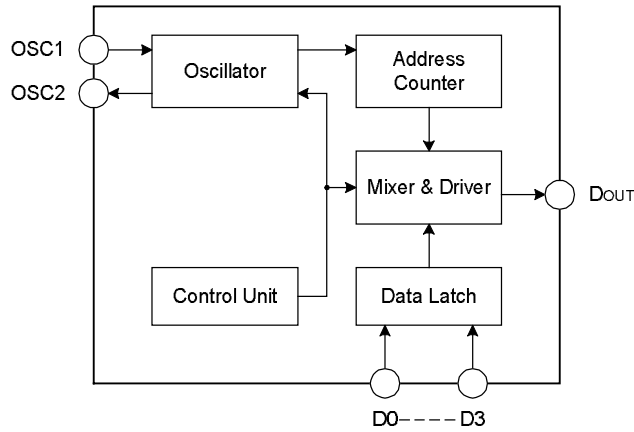 OSC1
OSC2
Oscillator
Address
Counter
Mixer & Driver
DOUT
Control Unit
Data Latch
D0-----D3